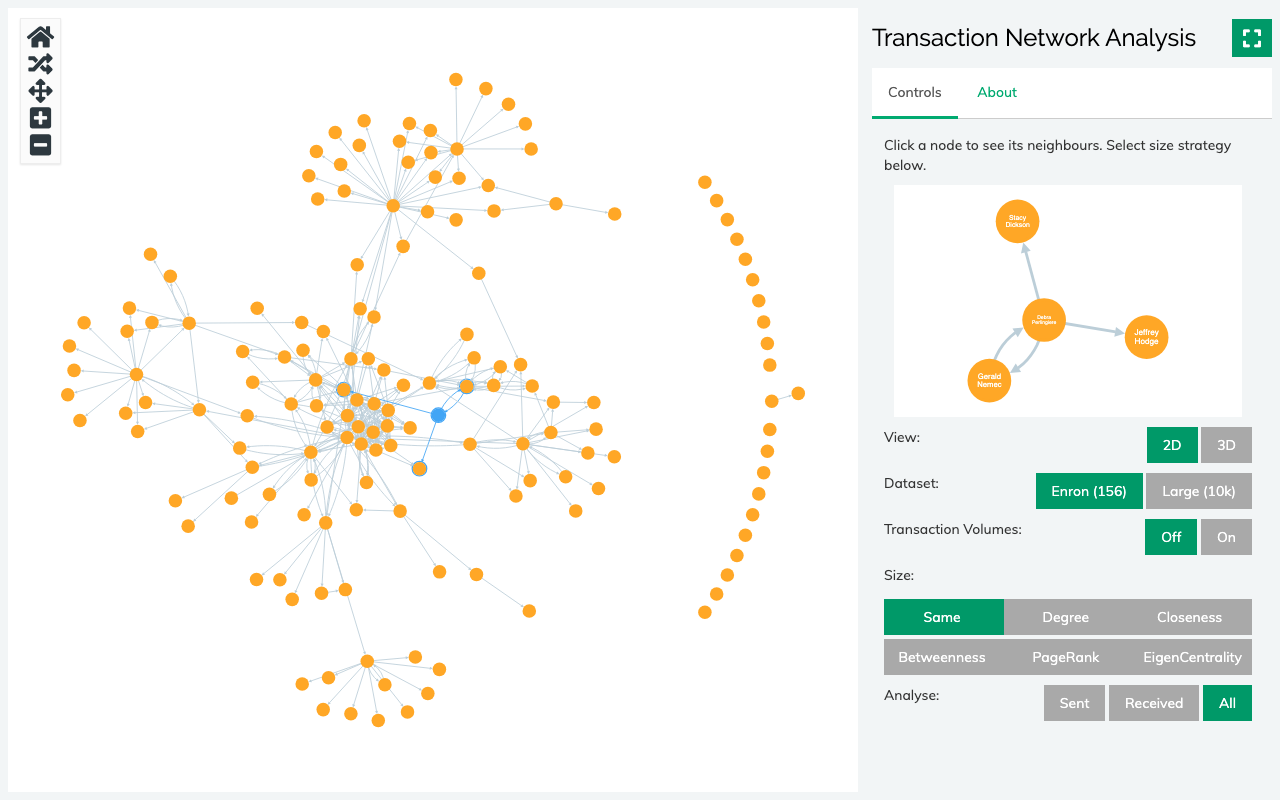 Transaction Network Analysis
Controls
About
Click a node to see its neighbours. Select size strategy
below.
Stacy
Dickson
Debra
Perlingiere
Jeffrey
Hodge
Gerald
Nemec
View:
2D
3D
Dataset:
Enron (156)
Large (10k)
Transaction Volumes:
Off
On
Size:
Same
Degree
Closeness
Betweenness
PageRank
EigenCentrality
Analyse:
Sent
Received
All